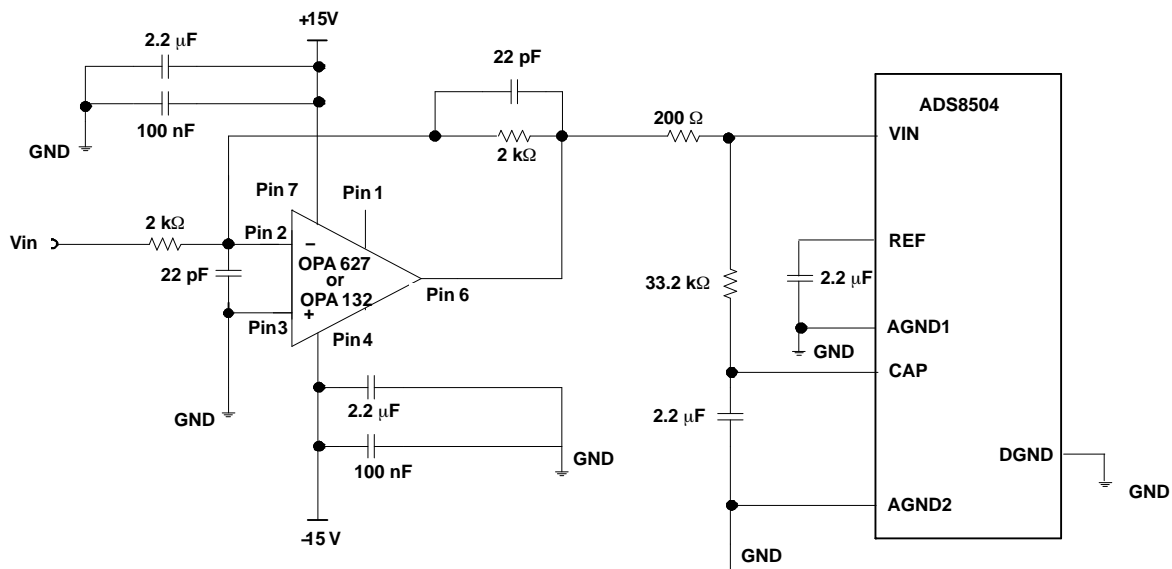 +15V
2.2 μF
22 pF
ADS8504
100 nF
200 Ω
VIN
GND
2 kΩ
Pin 7
Pin 1
2 kΩ
Vin
Pin 2
–
REF
22 pF
OPA 627
or
OPA 132
Pin 6
33.2 kΩ
2.2 μF
Pin3
+
AGND1
Pin4
GND
CAP
GND
2.2 μF
2.2 μF
100 nF
GND
DGND
GND
AGND2
–15 V
GND